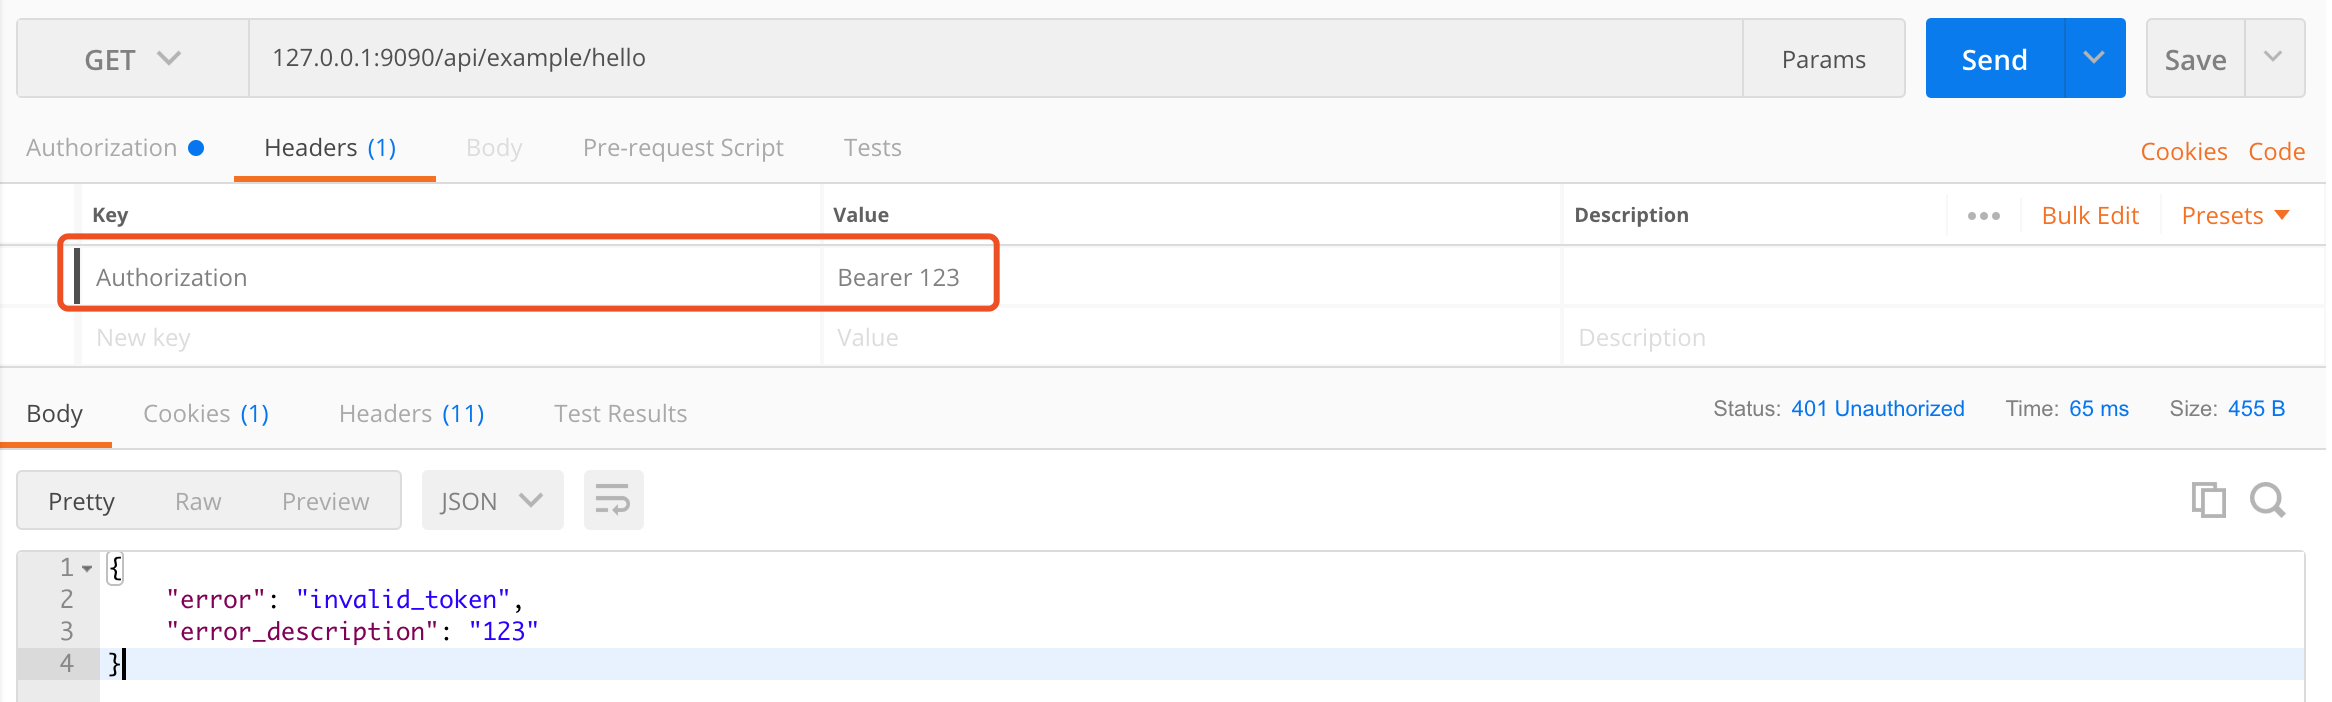 GET 127.0.0.1:9090/api/example/hello Params Send Save
Authorization Headers (1) Body Pre-request Script Tests Cookies Code
Key Value Description ••• Bulk Edit Presets
Authorization Bearer 123
New key Value Description
Body Cookies (1) Headers (11) Test Results Status: 401 Unauthorized Time: 65 ms Size: 455 B
Pretty Raw Preview JSON
1 {
2 "error": "invalid_token",
3 "error_description": "123"
4 }